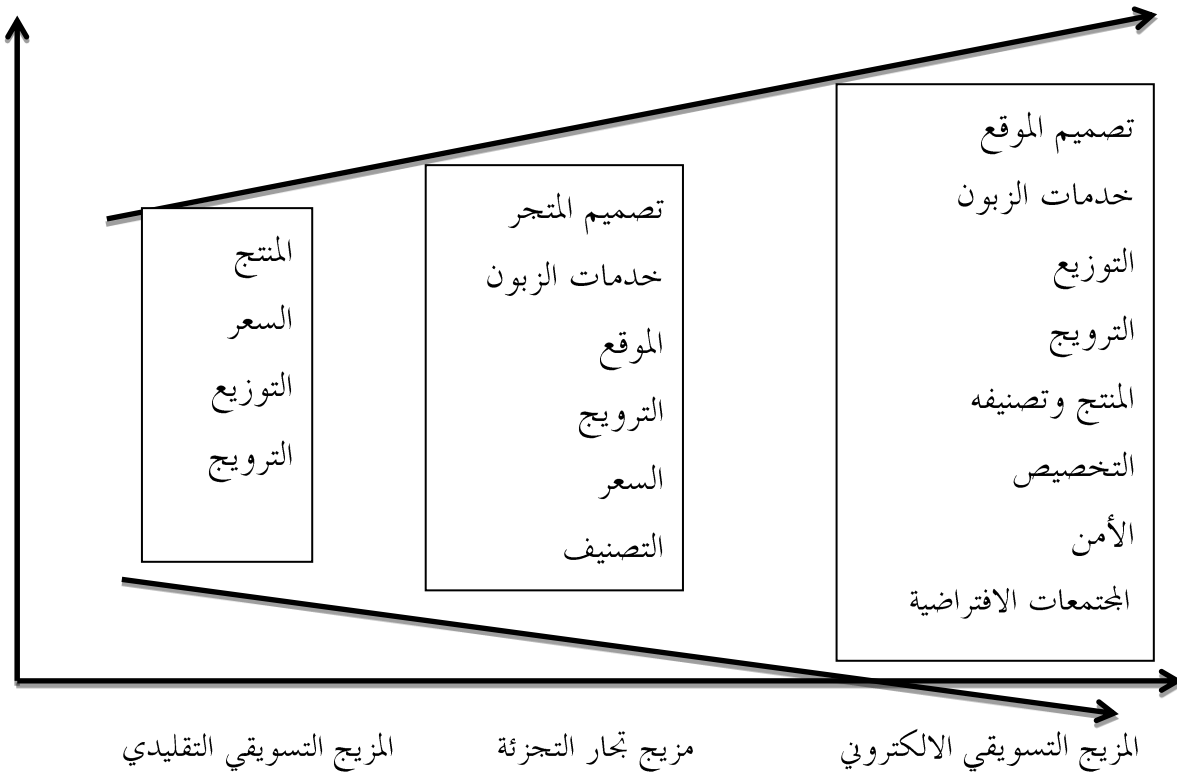 تصميم الموقع
خدمات الزبون
التوزيع
الترويج
المنتج وتصنيفه
التخصيص
الأمن
المجتمعات الافتراضية
تصميم المتجر
خدمات الزبون
الموقع
الترويج
السعر
التصنيف
المنتج
السعر
التوزيع
الترويج
المزيج التسويقي الالكتروني
مزيج تجار التجزئة
المزيج التسويقي التقليدي